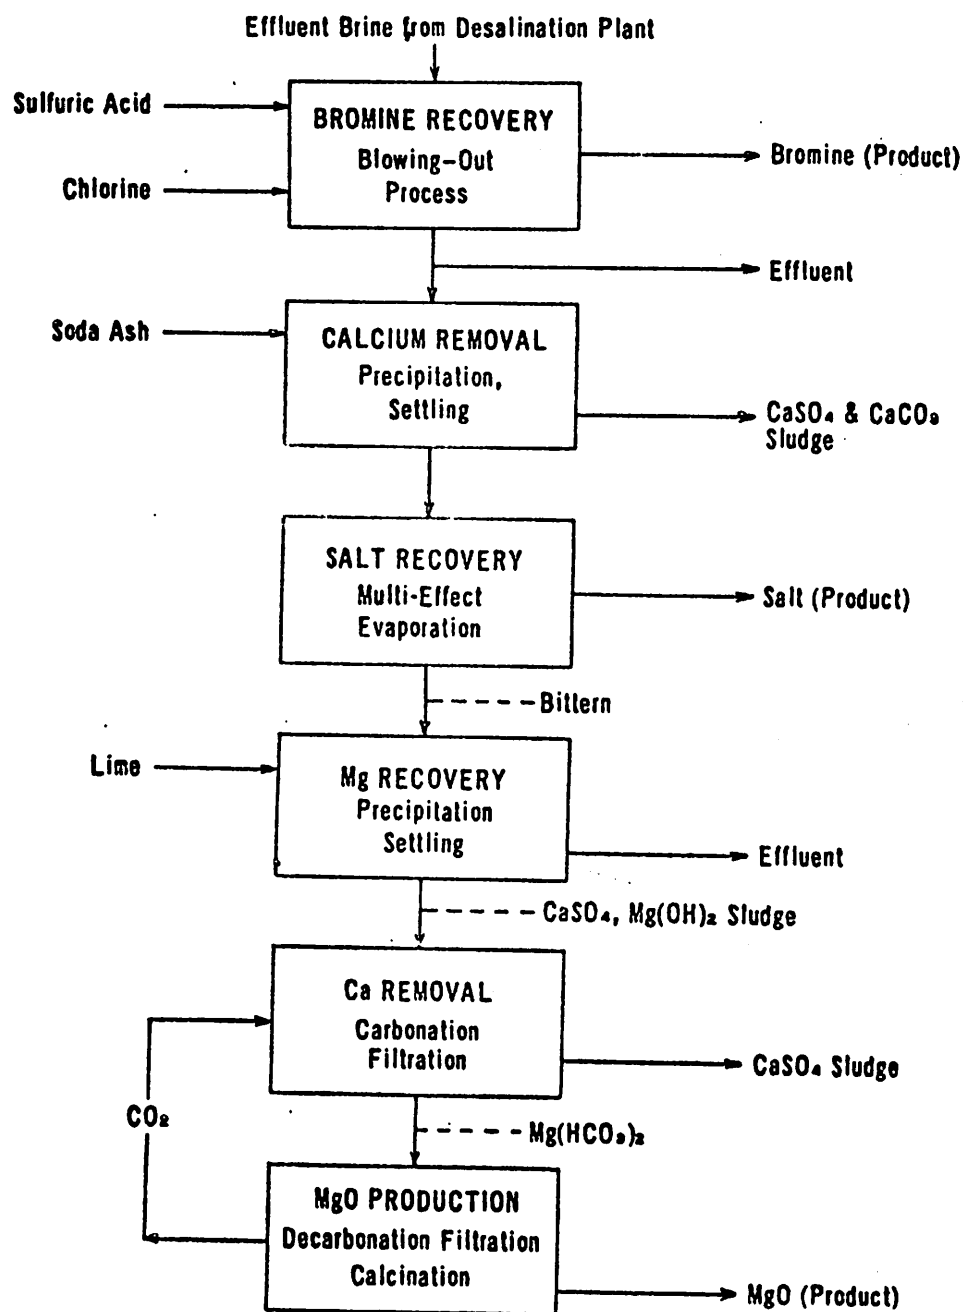 Effluent Brine from Desalination Plant
Sulfuric Acid
BROMINE RECOVERY
Blowing-Out
Process
Chlorine
Bromine (Product)
Effluent
Soda Ash
CALCIUM REMOVAL
Precipitation,
Settling
CaSO₄ & CaCO₃
Sludge
SALT RECOVERY
Multi-Effect
Evaporation
Salt (Product)
Bittern
Lime
Mg RECOVERY
Precipitation
Settling
Effluent
CaSO₄, Mg(OH)₂ Sludge
Ca REMOVAL
Carbonation
Filtration
CaSO₄ Sludge
CO₂
Mg(HCO₃)₂
MgO PRODUCTION
Decarbonation Filtration
Calcination
MgO (Product)